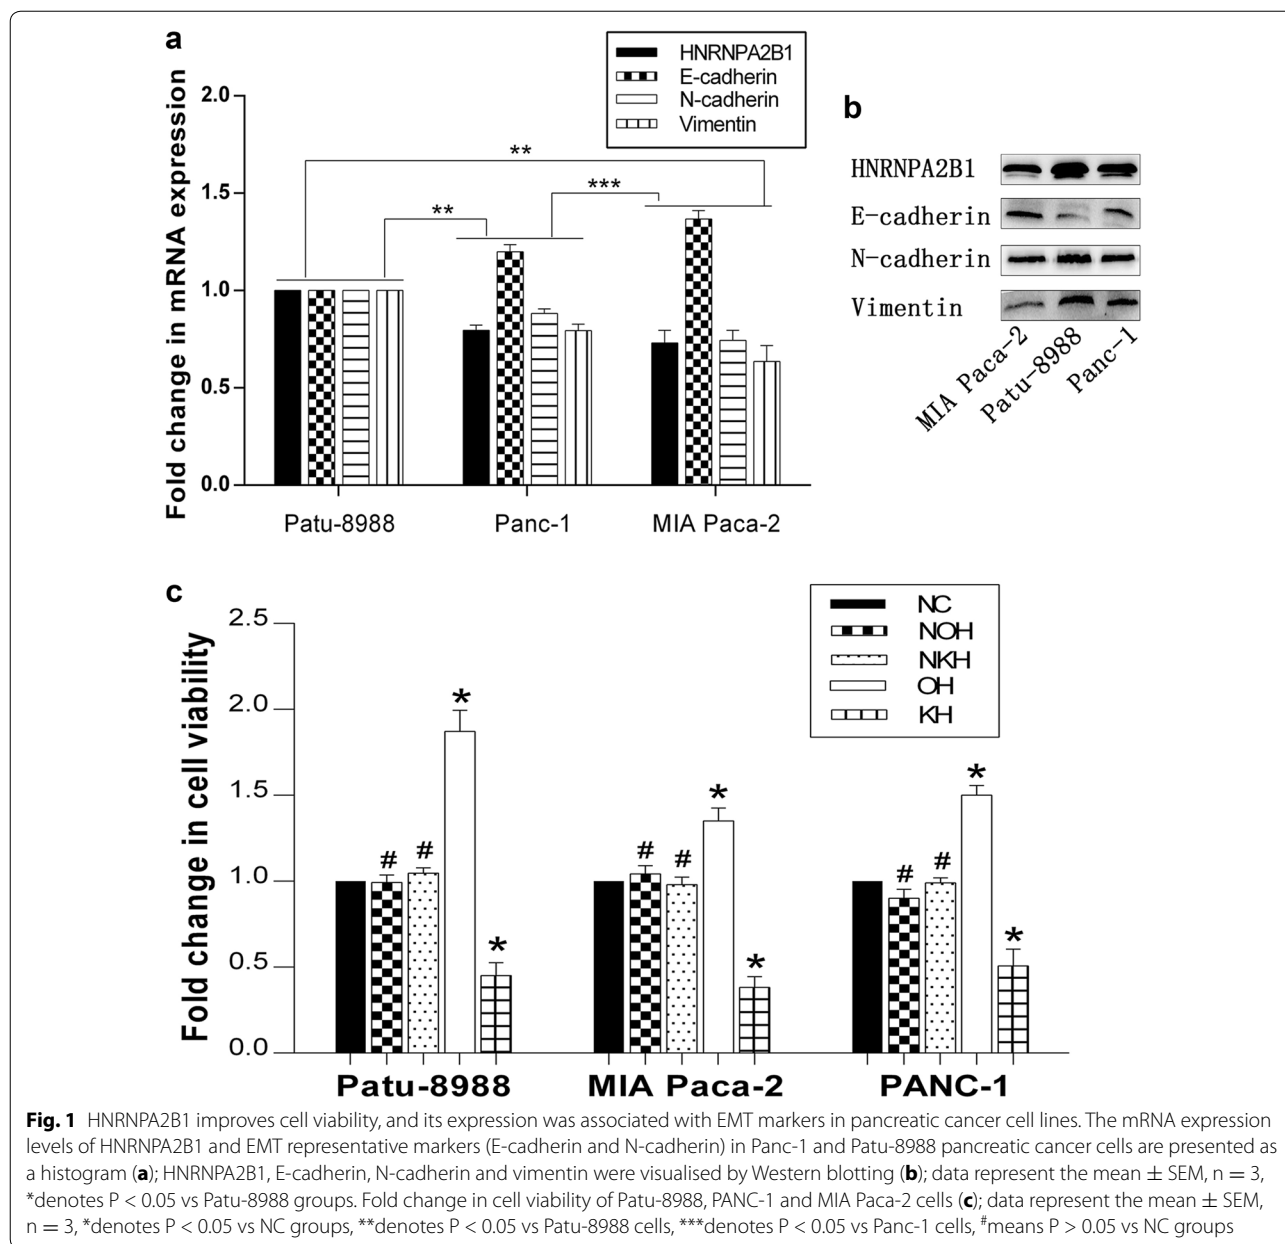 a
HNRNPA2B1
E-cadherin
N-cadherin
Vimentin
Fold change in mRNA expression
2.0
1.5
1.0
0.5
0.0
**
***
**
Patu-8988
Panc-1
MIA Paca-2
b
HNRNPA2B1
E-cadherin
N-cadherin
Vimentin
MIA Paca-2
Patu-8988
Panc-1
c
NC
NOH
NKH
OH
KH
Fold change in cell viability
2.5
2.0
1.5
1.0
0.5
0.0
# # * *
# # * *
# # * *
Patu-8988
MIA Paca-2
PANC-1
Fig. 1 HNRNPA2B1 improves cell viability, and its expression was associated with EMT markers in pancreatic cancer cell lines. The mRNA expression
levels of HNRNPA2B1 and EMT representative markers (E-cadherin and N-cadherin) in Panc-1 and Patu-8988 pancreatic cancer cells are presented as
a histogram (a); HNRNPA2B1, E-cadherin, N-cadherin and vimentin were visualised by Western blotting (b); data represent the mean ± SEM, n = 3,
*denotes P < 0.05 vs Patu-8988 groups. Fold change in cell viability of Patu-8988, PANC-1 and MIA Paca-2 cells (c); data represent the mean ± SEM,
n = 3, *denotes P < 0.05 vs NC groups, **denotes P < 0.05 vs Patu-8988 cells, ***denotes P < 0.05 vs Panc-1 cells, #means P > 0.05 vs NC groups